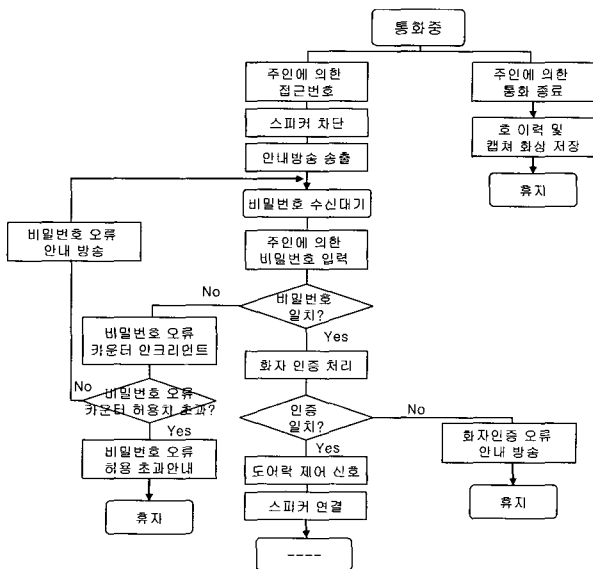 통화중
주인에 의한
접근번호
주인에 의한
통화 종료
스피커 차단
호 이력 및
캡쳐 화상 저장
안내방송 송출
휴지
비밀번호 수신대기
비밀번호 오류
안내 방송
주인에 의한
비밀번호 입력
No
비밀번호
일치?
Yes
비밀번호 오류
카운터 인크리먼트
화자 인증 처리
No
비밀번호 오류
카운터 허용치 초과?
인증
일치?
No
Yes
Yes
화자인증 오류
안내 방송
비밀번호 오류
허용 초과안내
도어락 제어 신호
스피커 연결
휴지
휴자
----